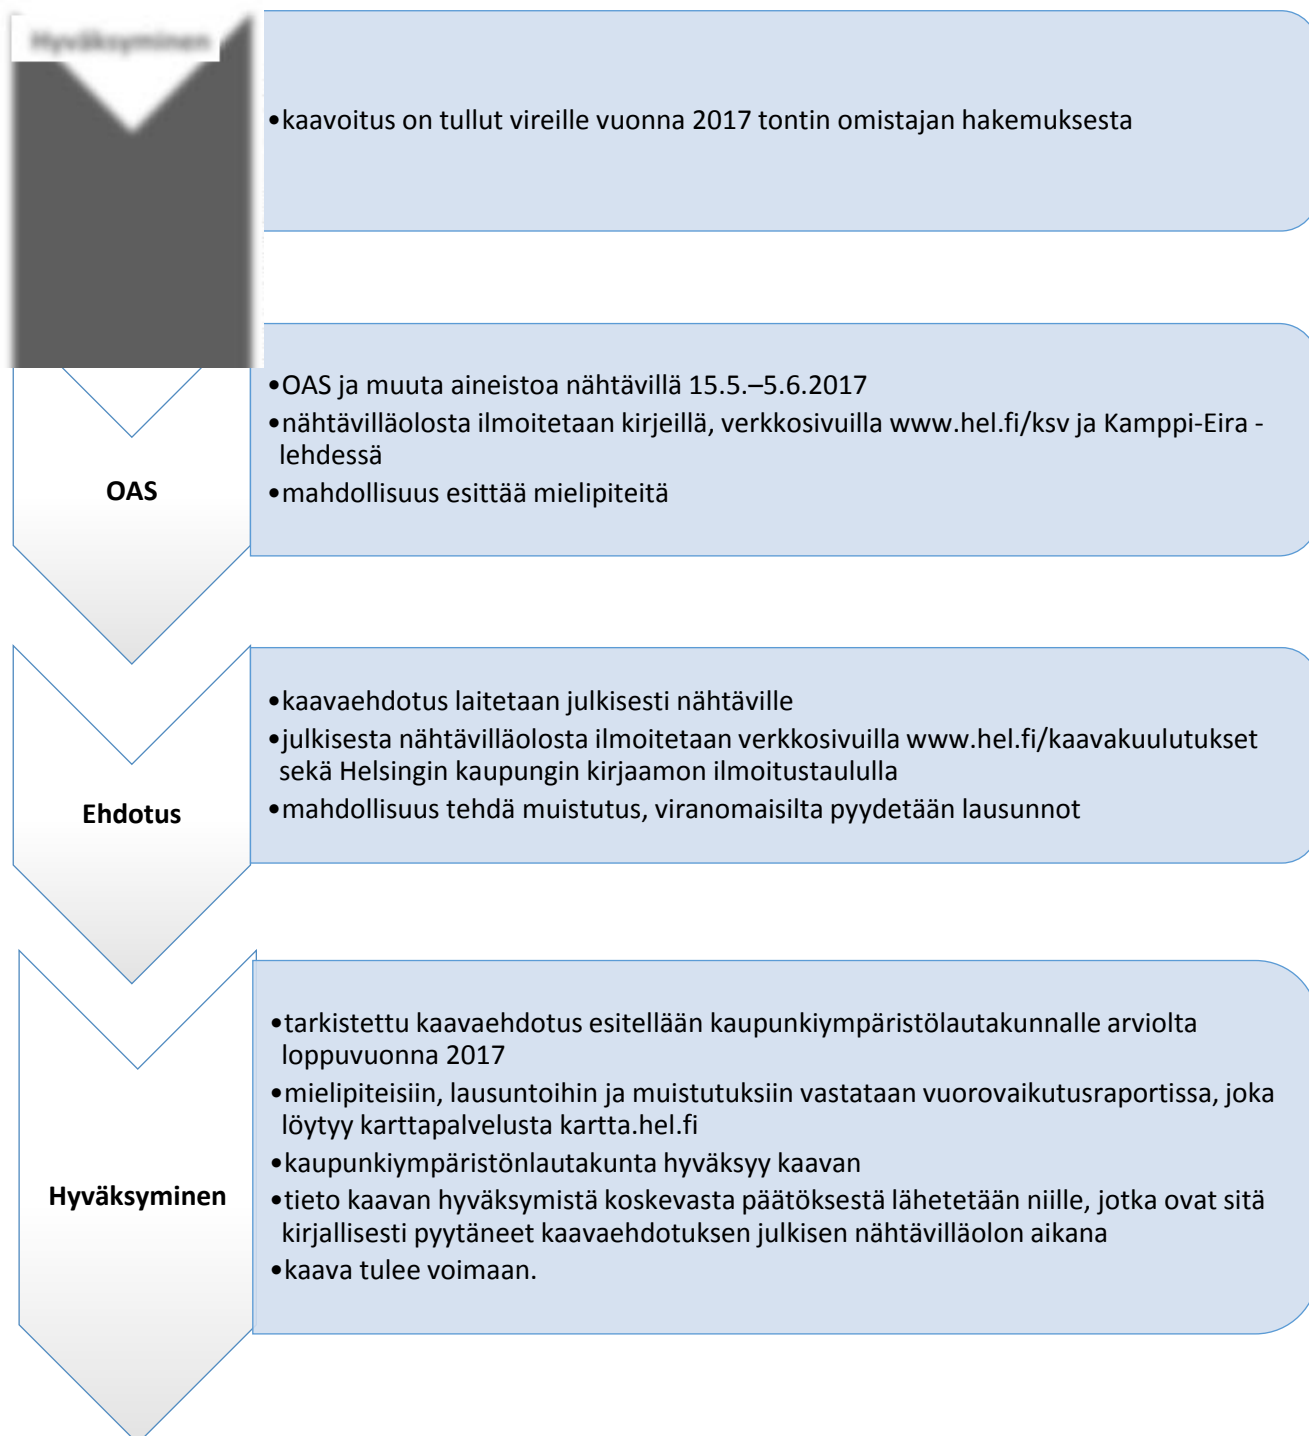 Hyväksyminen
•kaavoitus on tullut vireille vuonna 2017 tontin omistajan hakemuksesta
OAS
•OAS ja muuta aineistoa nähtävillä 15.5.–5.6.2017
•nähtävilläolosta ilmoitetaan kirjeillä, verkkosivuilla www.hel.fi/ksv ja Kamppi-Eira -
lehdessä
•mahdollisuus esittää mielipiteitä
Ehdotus
•kaavaehdotus laitetaan julkisesti nähtäville
•julkisesta nähtävilläolosta ilmoitetaan verkkosivuilla www.hel.fi/kaavakuulutukset
sekä Helsingin kaupungin kirjaamon ilmoitustaululla
•mahdollisuus tehdä muistutus, viranomaisilta pyydetään lausunnot
Hyväksyminen
•tarkistettu kaavaehdotus esitellään kaupunkiympäristölautakunnalle arviolta
loppuvuonna 2017
•mielipiteisiin, lausuntoihin ja muistutuksiin vastataan vuorovaikutusraportissa, joka
löytyy karttapalvelusta kartta.hel.fi
•kaupunkiympäristönlautakunta hyväksyy kaavan
•tieto kaavan hyväksymistä koskevasta päätöksestä lähetetään niille, jotka ovat sitä
kirjallisesti pyytäneet kaavaehdotuksen julkisen nähtävilläolon aikana
•kaava tulee voimaan.